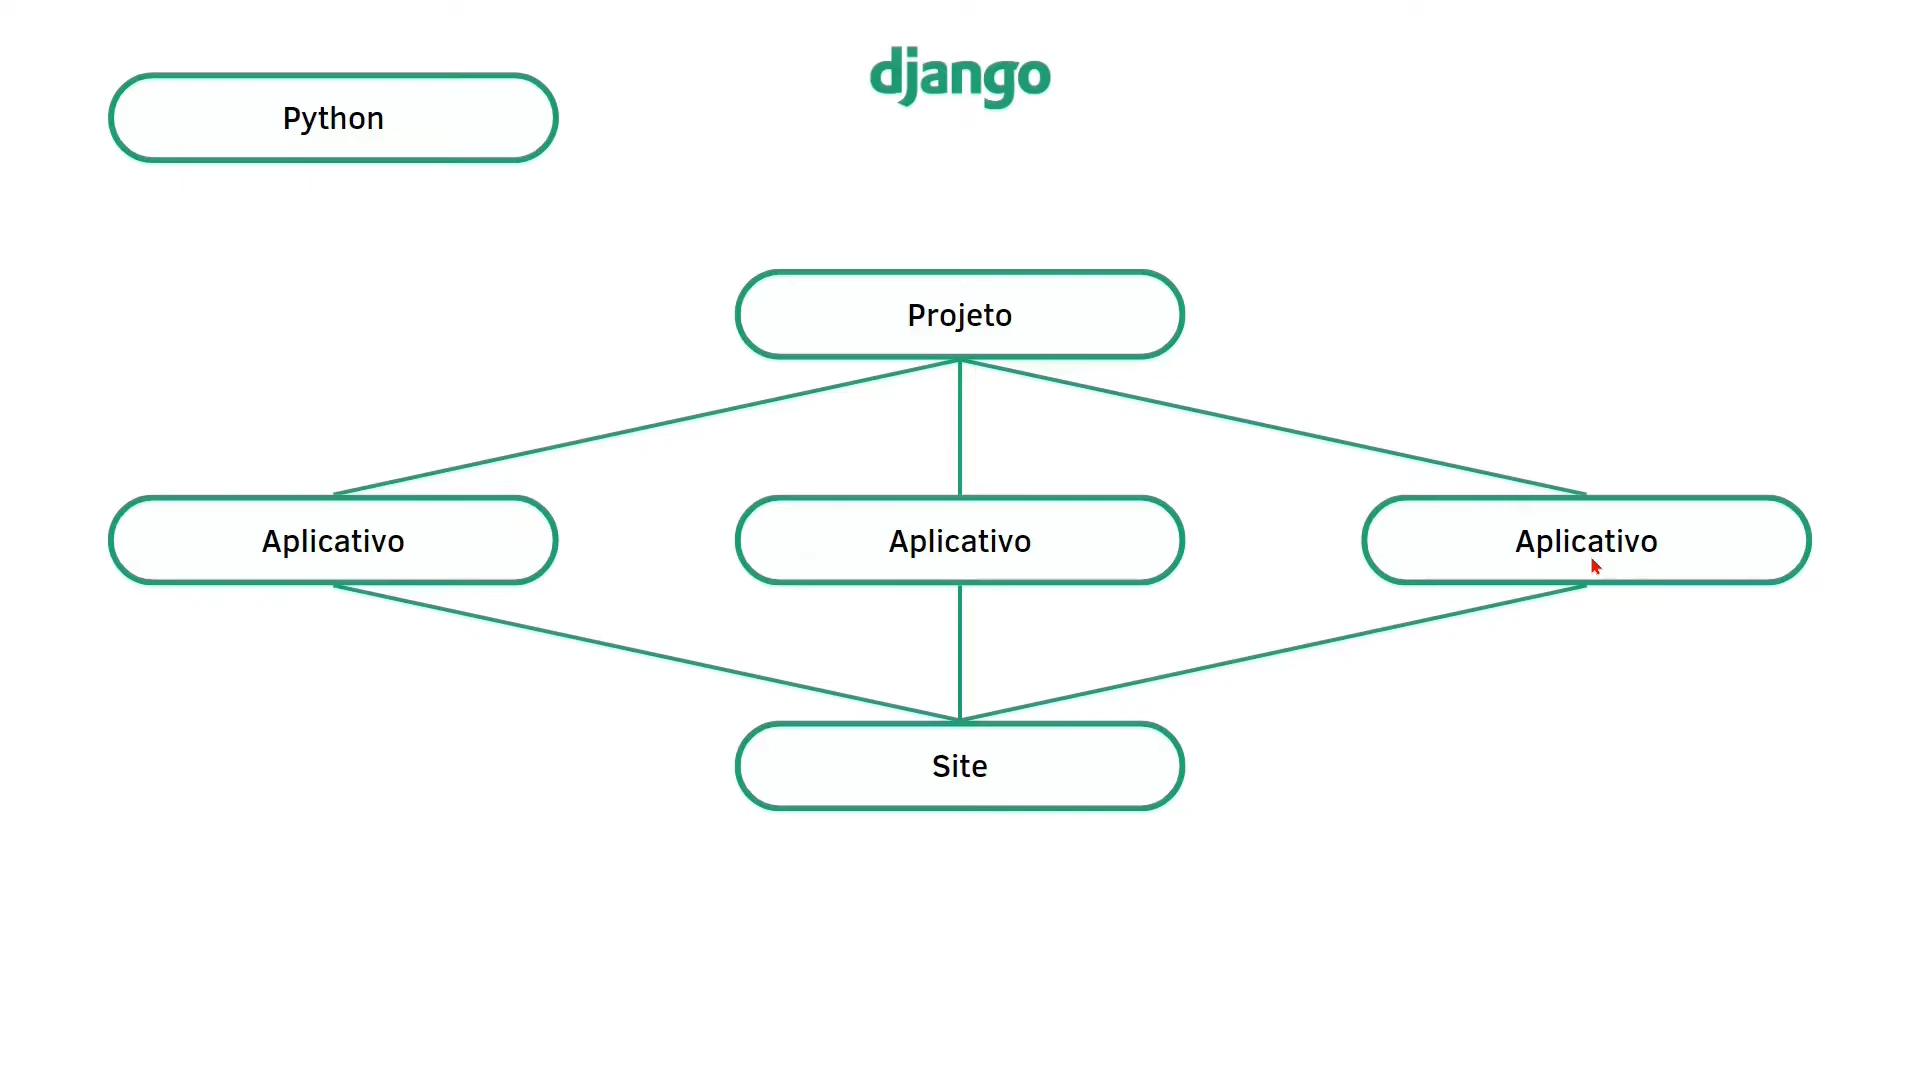 django
Python
Projeto
Aplicativo
Aplicativo
Aplicativo
Site